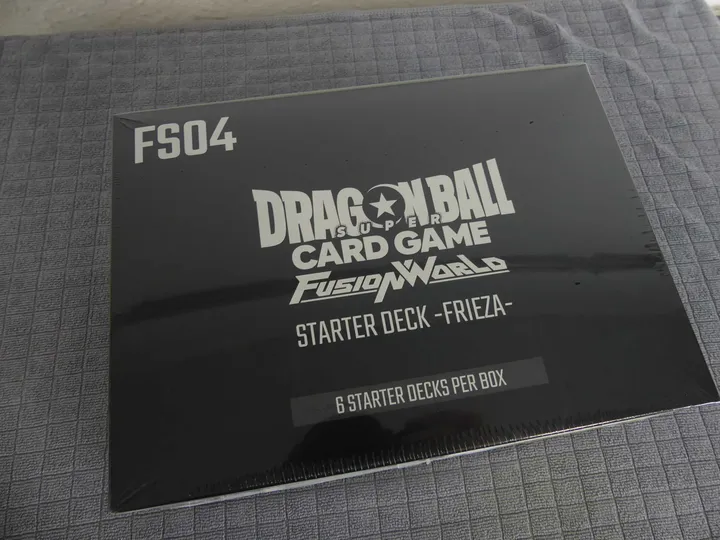 FS04
DRAGON BALL
SUPER
CARD GAME
FUSION WORLD
STARTER DECK -FRIEZA-
6 STARTER DECKS PER BOX